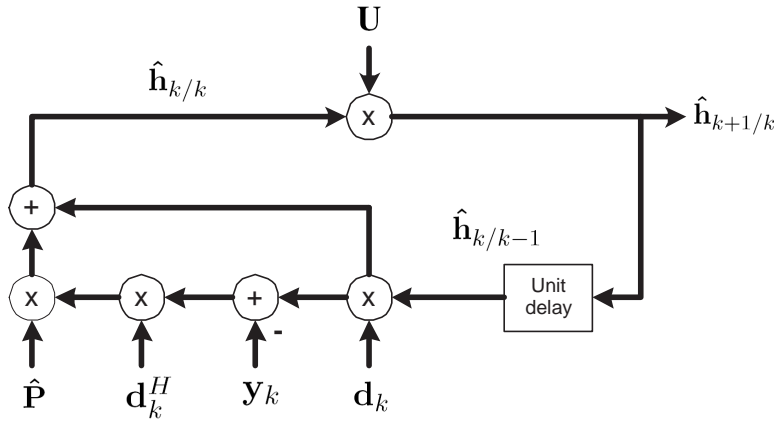 U
ĥ_{k/k}
x
ĥ_{k+1/k}
+
ĥ_{k/k−1}
x
x
+
x
Unit
delay
-
P̂
d_k^H
y_k
d_k